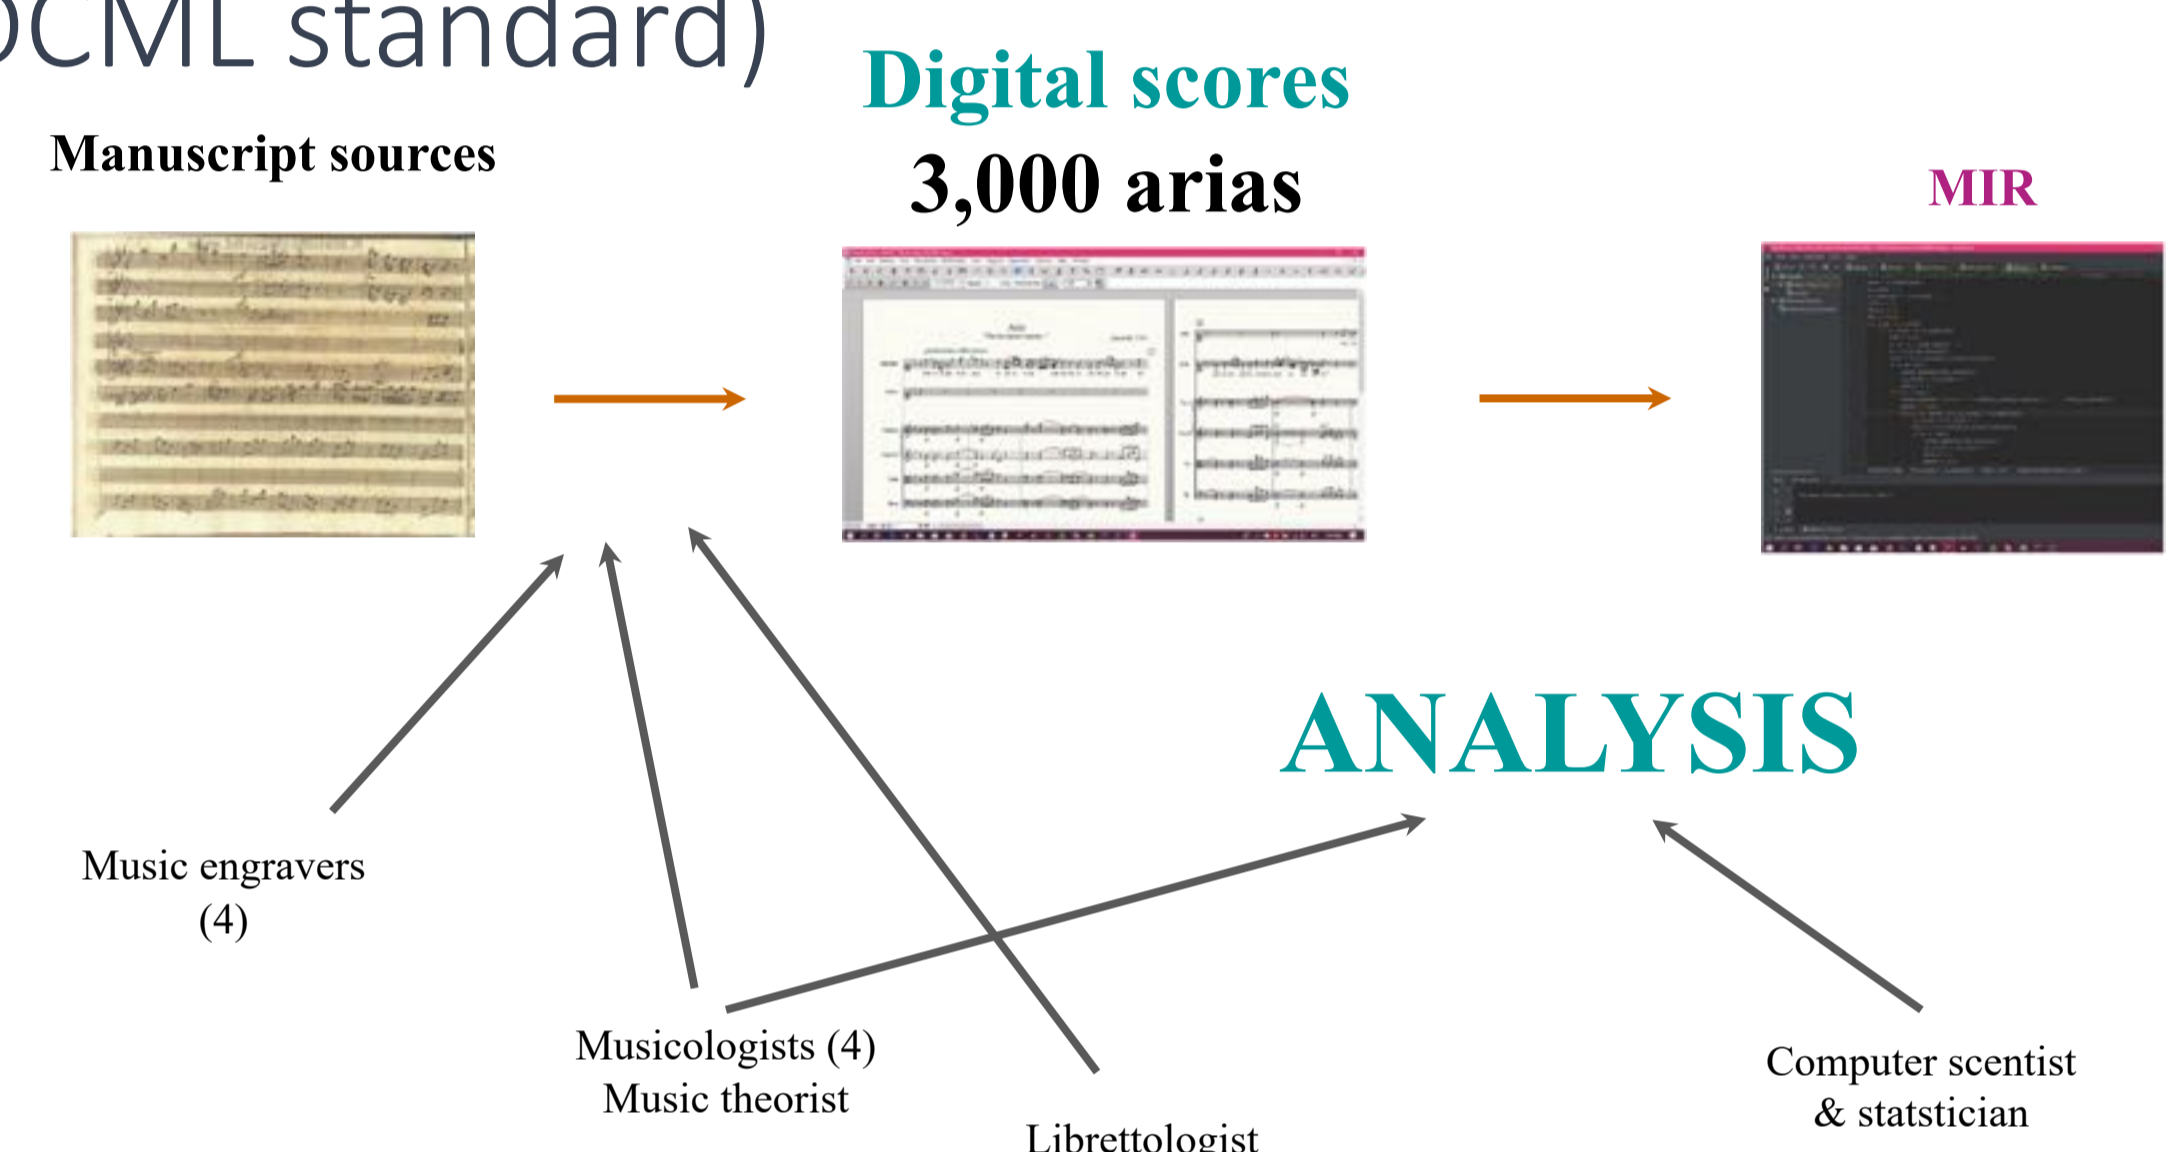 DCML standard)
Digital scores
3,000 arias
Manuscript sources
MIR
ANALYSIS
Music engravers
(4)
Musicologists (4)
Music theorist
Librettologist
Computer scentist
& statstician